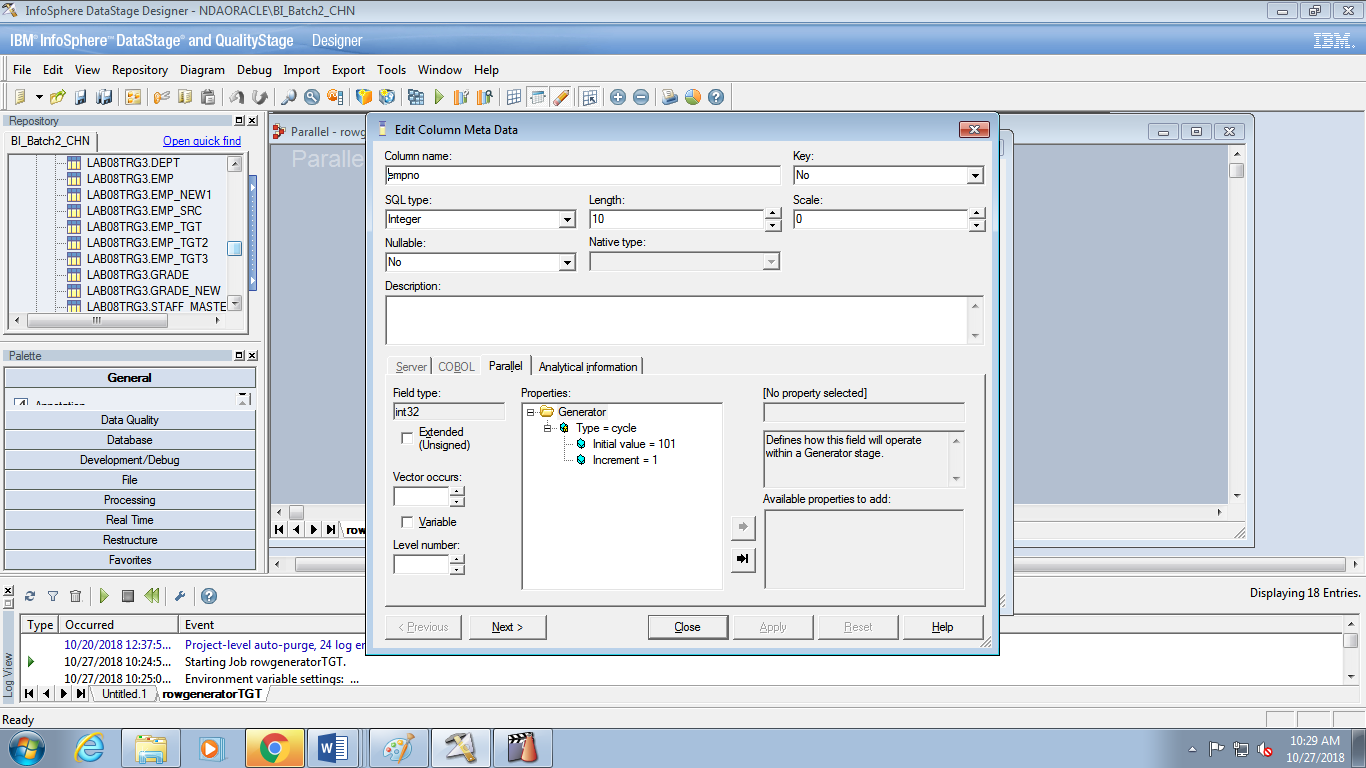 InfoSphere DataStage Designer - NDAORACLE\BI_Batch2_CHN
IBM® InfoSphere™ DataStage® and QualityStage Designer
IBM.
File Edit View Repository Diagram Debug Import Export Tools Window Help
Repository
BI_Batch2_CHN Open quick find
LAB08TRG3.DEPT
LAB08TRG3.EMP
LAB08TRG3.EMP_NEW1
LAB08TRG3.EMP_SRC
LAB08TRG3.EMP_TGT
LAB08TRG3.EMP_TGT2
LAB08TRG3.EMP_TGT3
LAB08TRG3.GRADE
LAB08TRG3.GRADE_NEW
LAB08TRG3.STAFF_MASTE
Palette
General
Annotation
Data Quality
Database
Development/Debug
File
Processing
Real Time
Restructure
Favorites
Parallel - rowg
Parallel
row
Edit Column Meta Data
Column name: Key:
empno No
SQL type: Length: Scale:
Integer 10 0
Nullable: Native type:
No
Description:
Server COBOL Parallel Analytical information
Field type: Properties: [No property selected]
int32
Extended
(Unsigned)
Vector occurs:
Variable
Level number:
Generator
Type = cycle
Initial value = 101
Increment = 1
Defines how this field will operate
within a Generator stage.
Available properties to add:
< Previous Next > Close Apply Reset Help
Displaying 18 Entries.
Log View
Type Occurred Event
10/20/2018 12:37:5... Project-level auto-purge, 24 log en
10/27/2018 10:24:5... Starting Job rowgeneratorTGT.
10/27/2018 10:25:0... Environment variable settings: ...
Untitled.1 rowgeneratorTGT
Ready
10:29 AM
10/27/2018